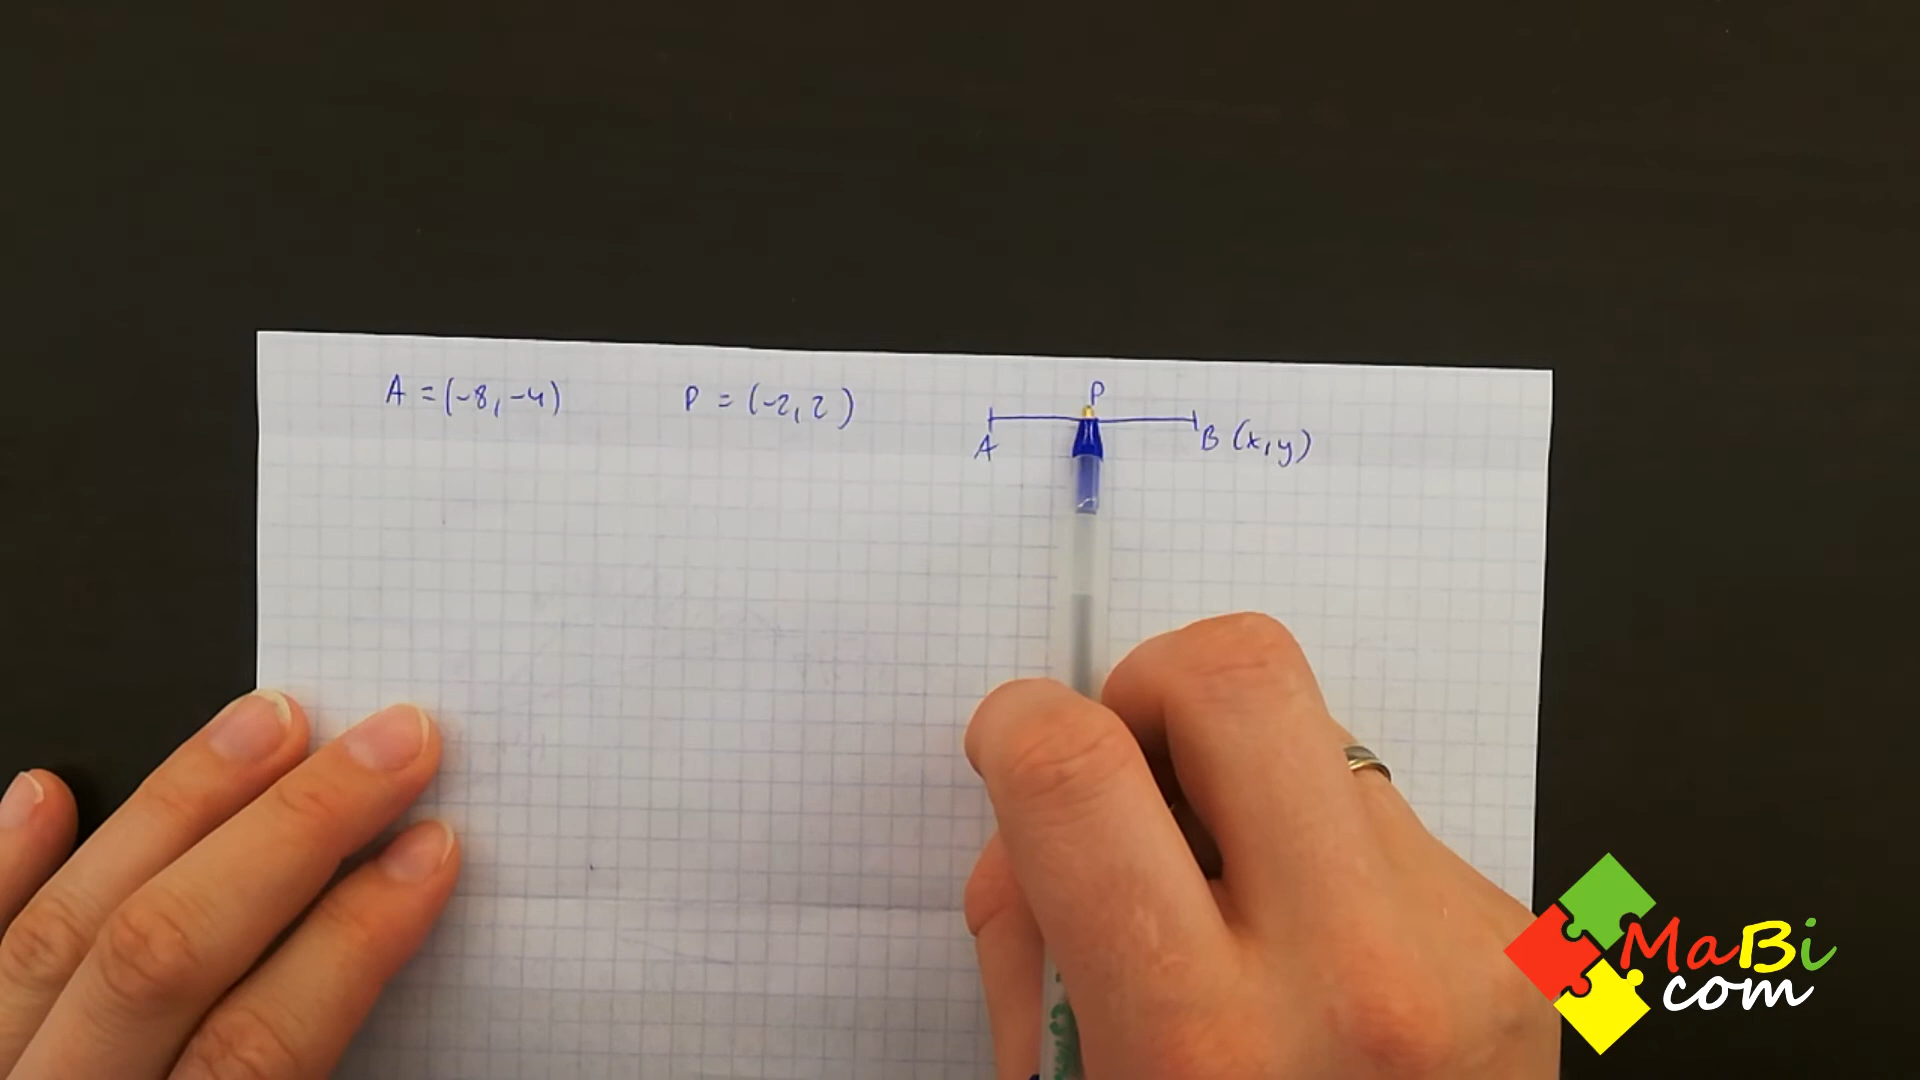 A = (-8, -4) P = (-2, 2)
P
A B (x, y)
MaBi
com